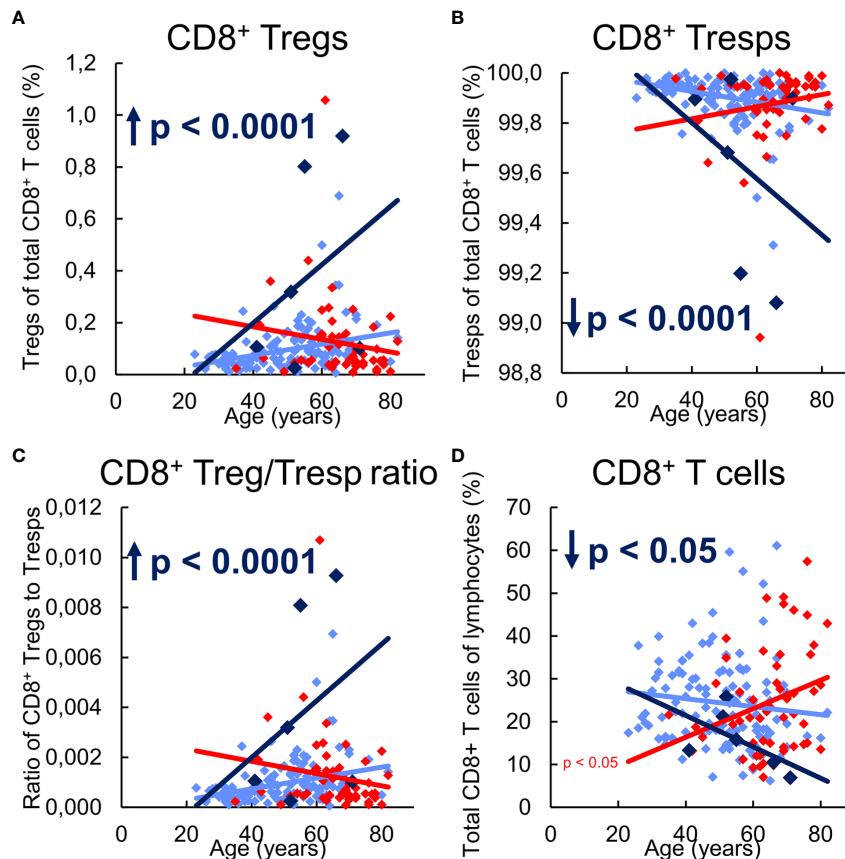 A
CD8⁺ Tregs
Tregs of total CD8⁺ T cells (%)
1,2
1,0
0,8
0,6
0,4
0,2
0,0
p < 0.0001
0 20 40 60 80
Age (years)
B
CD8⁺ Tresps
Tresps of total CD8⁺ T cells (%)
100,0
99,8
99,6
99,4
99,2
99,0
98,8
p < 0.0001
0 20 40 60 80
Age (years)
C
CD8⁺ Treg/Tresp ratio
Ratio of CD8⁺ Tregs to Tresps
0,012
0,010
0,008
0,006
0,004
0,002
0,000
p < 0.0001
0 20 40 60 80
Age (years)
D
CD8⁺ T cells
Total CD8+ T cells of lymphocytes (%)
70
60
50
40
30
20
10
0
p < 0.05
p < 0.05
0 20 40 60 80
Age (years)